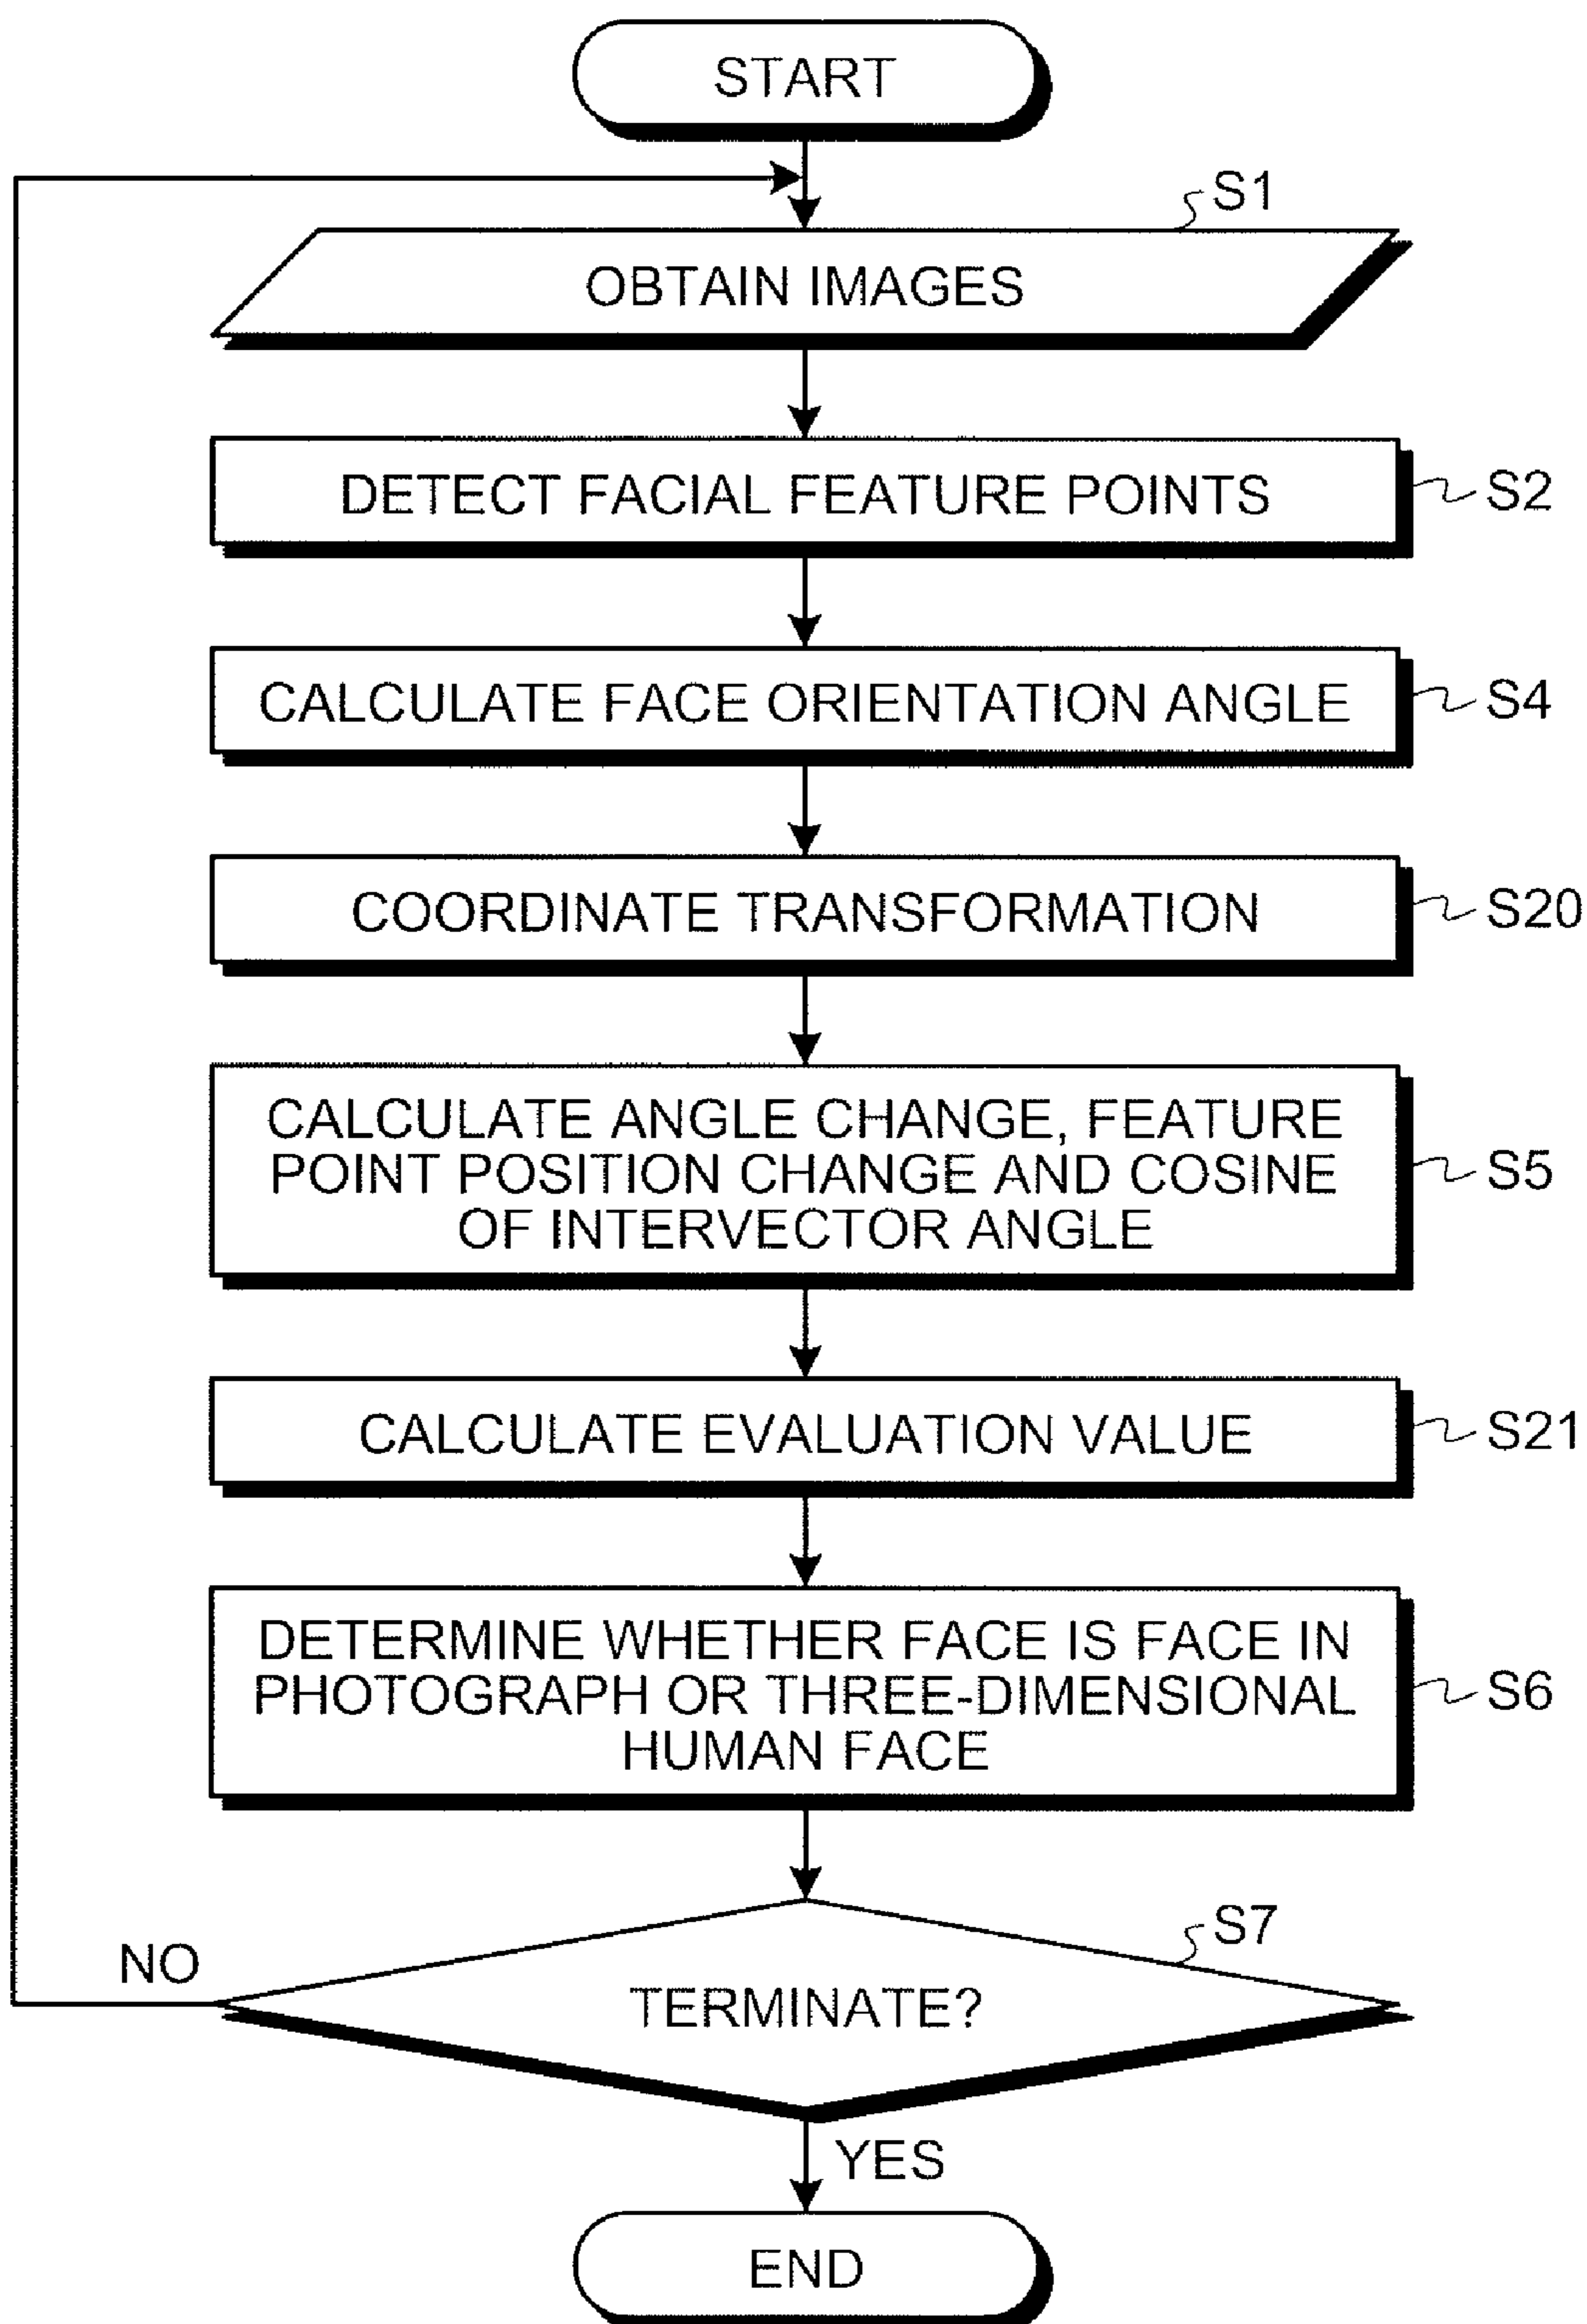 START
S1
OBTAIN IMAGES
DETECT FACIAL FEATURE POINTS
S2
CALCULATE FACE ORIENTATION ANGLE
S4
COORDINATE TRANSFORMATION
S20
CALCULATE ANGLE CHANGE, FEATURE
POINT POSITION CHANGE AND COSINE
OF INTERVECTOR ANGLE
S5
CALCULATE EVALUATION VALUE
S21
DETERMINE WHETHER FACE IS FACE IN
PHOTOGRAPH OR THREE-DIMENSIONAL
HUMAN FACE
S6
S7
NO
TERMINATE?
YES
END